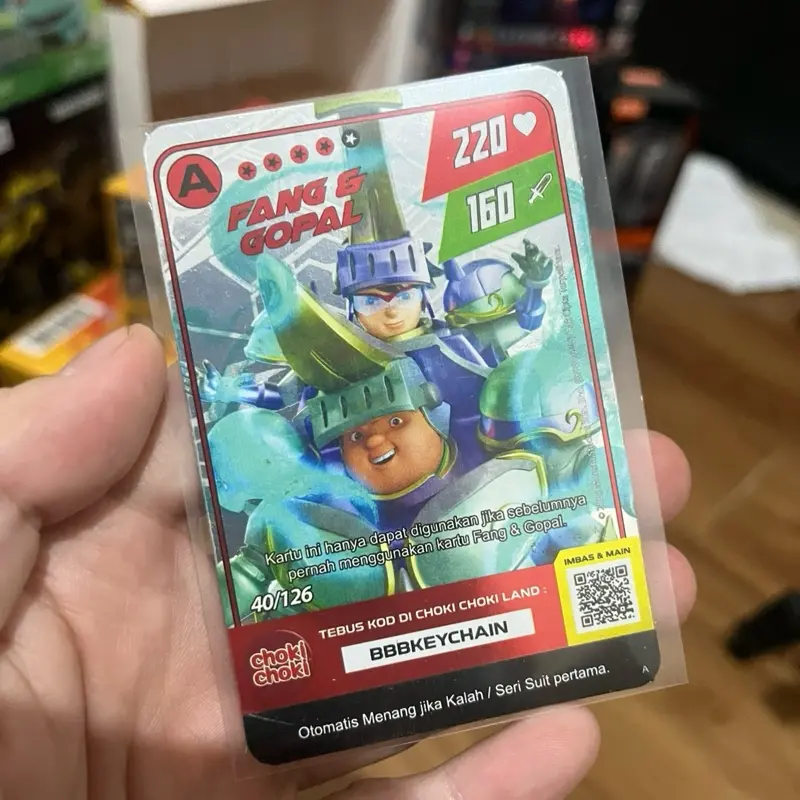 A
220
160
FANG &
GOPAL
Kartu ini hanya dapat digunakan jika sebelumnya
pernah menggunakan kartu Fang & Gopal.
40/126
IMBAS & MAIN
TEBUS KOD DI CHOKI CHOKI LAND :
BBBKEYCHAIN
choki
choki
Otomatis Menang jika Kalah / Seri Suit pertama.
A